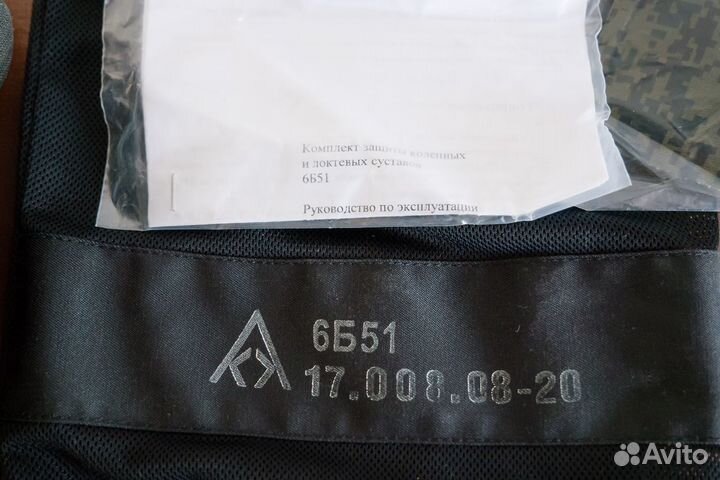 Комплект защиты коленных
и локтевых суставов
6Б51
Руководство по эксплуатации
6Б51
17.008.08-20
Avito